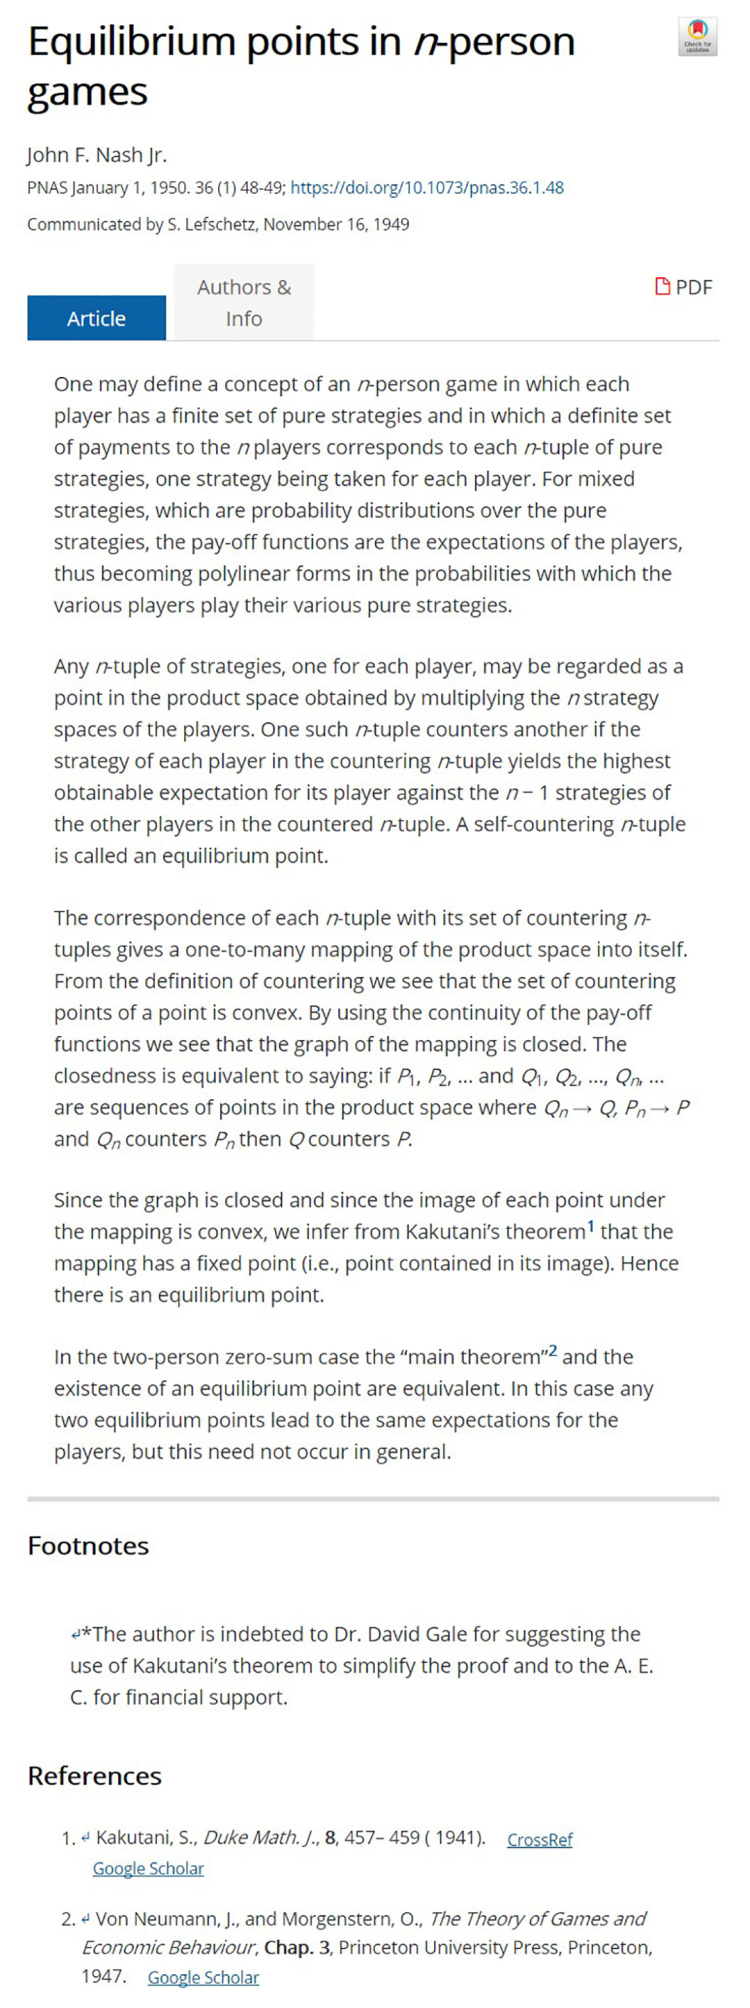 Equilibrium points in n-person
games
Check for
updates
John F. Nash Jr.
PNAS January 1, 1950. 36 (1) 48-49; https://doi.org/10.1073/pnas.36.1.48
Communicated by S. Lefschetz, November 16, 1949
Article
Authors &
Info
PDF
One may define a concept of an n-person game in which each
player has a finite set of pure strategies and in which a definite set
of payments to the n players corresponds to each n-tuple of pure
strategies, one strategy being taken for each player. For mixed
strategies, which are probability distributions over the pure
strategies, the pay-off functions are the expectations of the players,
thus becoming polylinear forms in the probabilities with which the
various players play their various pure strategies.
Any n-tuple of strategies, one for each player, may be regarded as a
point in the product space obtained by multiplying the n strategy
spaces of the players. One such n-tuple counters another if the
strategy of each player in the countering n-tuple yields the highest
obtainable expectation for its player against the n − 1 strategies of
the other players in the countered n-tuple. A self-countering n-tuple
is called an equilibrium point.
The correspondence of each n-tuple with its set of countering n-
tuples gives a one-to-many mapping of the product space into itself.
From the definition of countering we see that the set of countering
points of a point is convex. By using the continuity of the pay-off
functions we see that the graph of the mapping is closed. The
closedness is equivalent to saying: if P₁, P₂, ... and Q₁, Q₂, ..., Qₙ, ...
are sequences of points in the product space where Qₙ → Q, Pₙ → P
and Qₙ counters Pₙ then Q counters P.
Since the graph is closed and since the image of each point under
the mapping is convex, we infer from Kakutani’s theorem¹ that the
mapping has a fixed point (i.e., point contained in its image). Hence
there is an equilibrium point.
In the two-person zero-sum case the “main theorem”² and the
existence of an equilibrium point are equivalent. In this case any
two equilibrium points lead to the same expectations for the
players, but this need not occur in general.
Footnotes
↵*The author is indebted to Dr. David Gale for suggesting the
use of Kakutani’s theorem to simplify the proof and to the A. E.
C. for financial support.
References
1. ↵ Kakutani, S., Duke Math. J., 8, 457– 459 ( 1941). CrossRef
Google Scholar
2. ↵ Von Neumann, J., and Morgenstern, O., The Theory of Games and
Economic Behaviour, Chap. 3, Princeton University Press, Princeton,
1947. Google Scholar